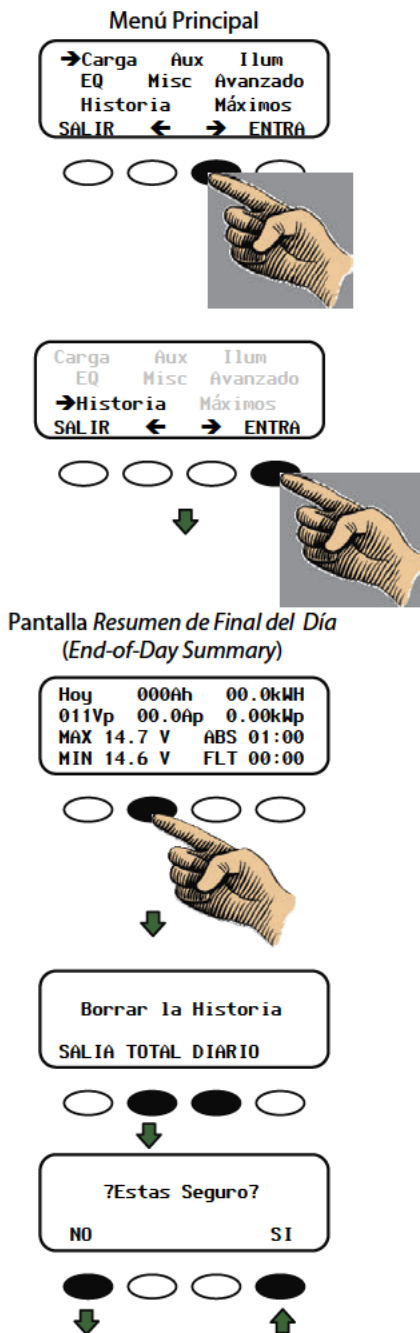 Menú Principal
➔Carga Aux Ilum
EQ Misc Avanzado
Historia Máximos
SALIR ← → ENTRA
Carga Aux Ilum
EQ Misc Avanzado
➔Historia Máximos
SALIR ← → ENTRA
Pantalla Resumen de Final del Día
(End-of-Day Summary)
Hoy 000Ah 00.0kWH
011Vp 00.0Ap 0.00kWp
MAX 14.7 V ABS 01:00
MIN 14.6 V FLT 00:00
Borrar la Historia
SALIA TOTAL DIARIO
?Estas Seguro?
NO SI